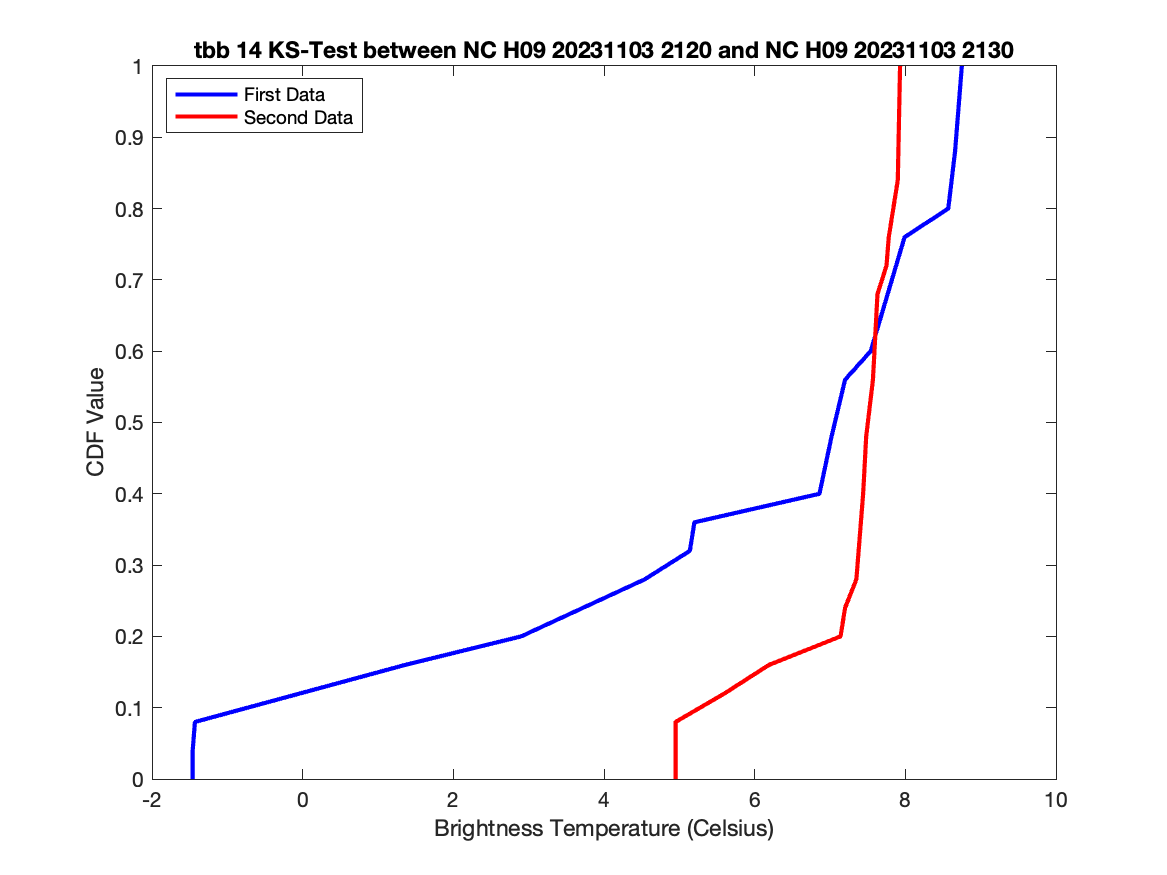 tbb 14 KS-Test between NC H09 20231103 2120 and NC H09 20231103 2130
First Data
Second Data
1
0.9
0.8
0.7
0.6
0.5
0.4
0.3
0.2
0.1
0
CDF Value
-2 0 2 4 6 8 10
Brightness Temperature (Celsius)